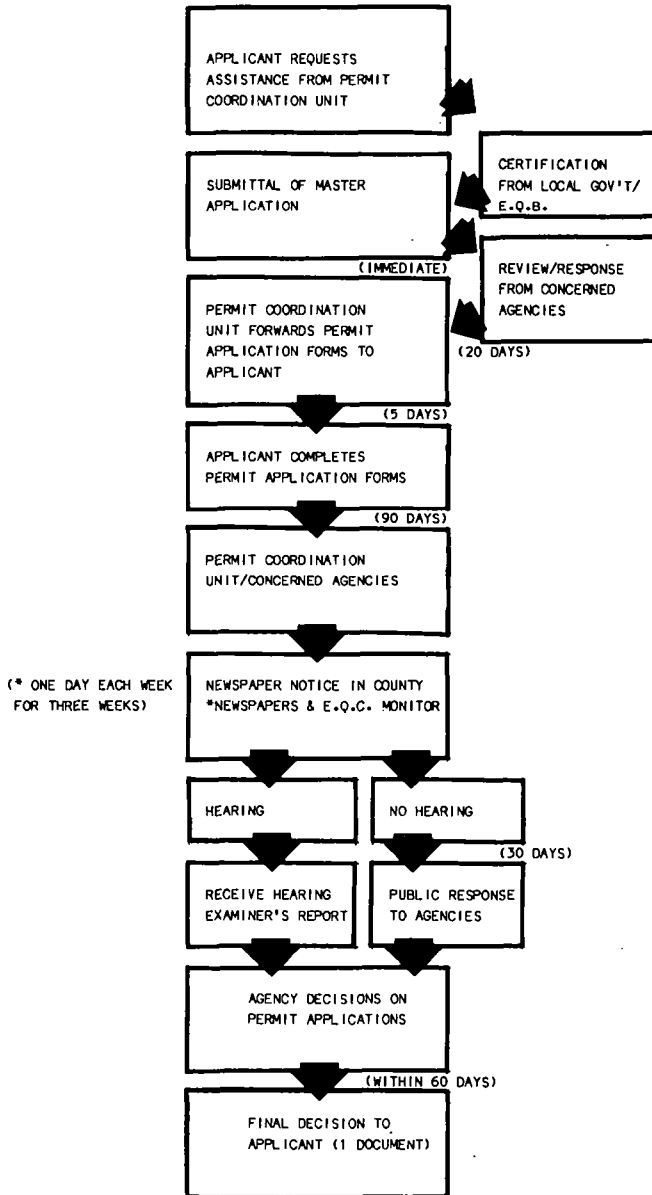 APPLICANT REQUESTS
ASSISTANCE FROM PERMIT
COORDINATION UNIT
CERTIFICATION
FROM LOCAL GOV'T/
E.Q.B.
SUBMITTAL OF MASTER
APPLICATION
(IMMEDIATE)
REVIEW/RESPONSE
FROM CONCERNED
AGENCIES
(20 DAYS)
PERMIT COORDINATION
UNIT FORWARDS PERMIT
APPLICATION FORMS TO
APPLICANT
(5 DAYS)
APPLICANT COMPLETES
PERMIT APPLICATION FORMS
(90 DAYS)
PERMIT COORDINATION
UNIT/CONCERNED AGENCIES
(* ONE DAY EACH WEEK
FOR THREE WEEKS)
NEWSPAPER NOTICE IN COUNTY
*NEWSPAPERS & E.Q.C. MONITOR
HEARING
NO HEARING
(30 DAYS)
RECEIVE HEARING
EXAMINER'S REPORT
PUBLIC RESPONSE
TO AGENCIES
AGENCY DECISIONS ON
PERMIT APPLICATIONS
(WITHIN 60 DAYS)
FINAL DECISION TO
APPLICANT (1 DOCUMENT)